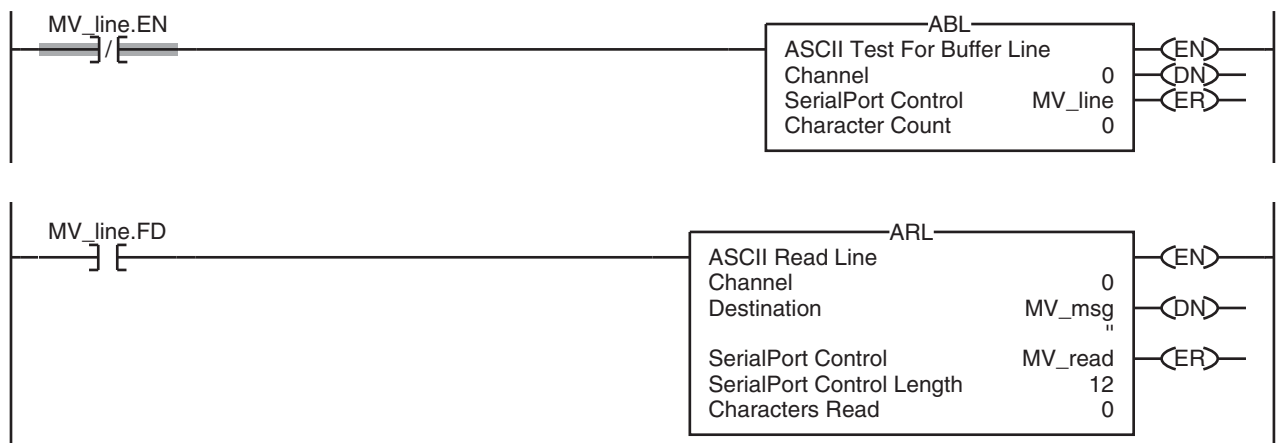 MV_line.EN
/
ABL
ASCII Test For Buffer Line
EN
Channel 0
DN
SerialPort Control MV_line
ER
Character Count 0
MV_line.FD
ARL
ASCII Read Line
EN
Channel 0
Destination MV_msg
DN
"
SerialPort Control MV_read
ER
SerialPort Control Length 12
Characters Read 0